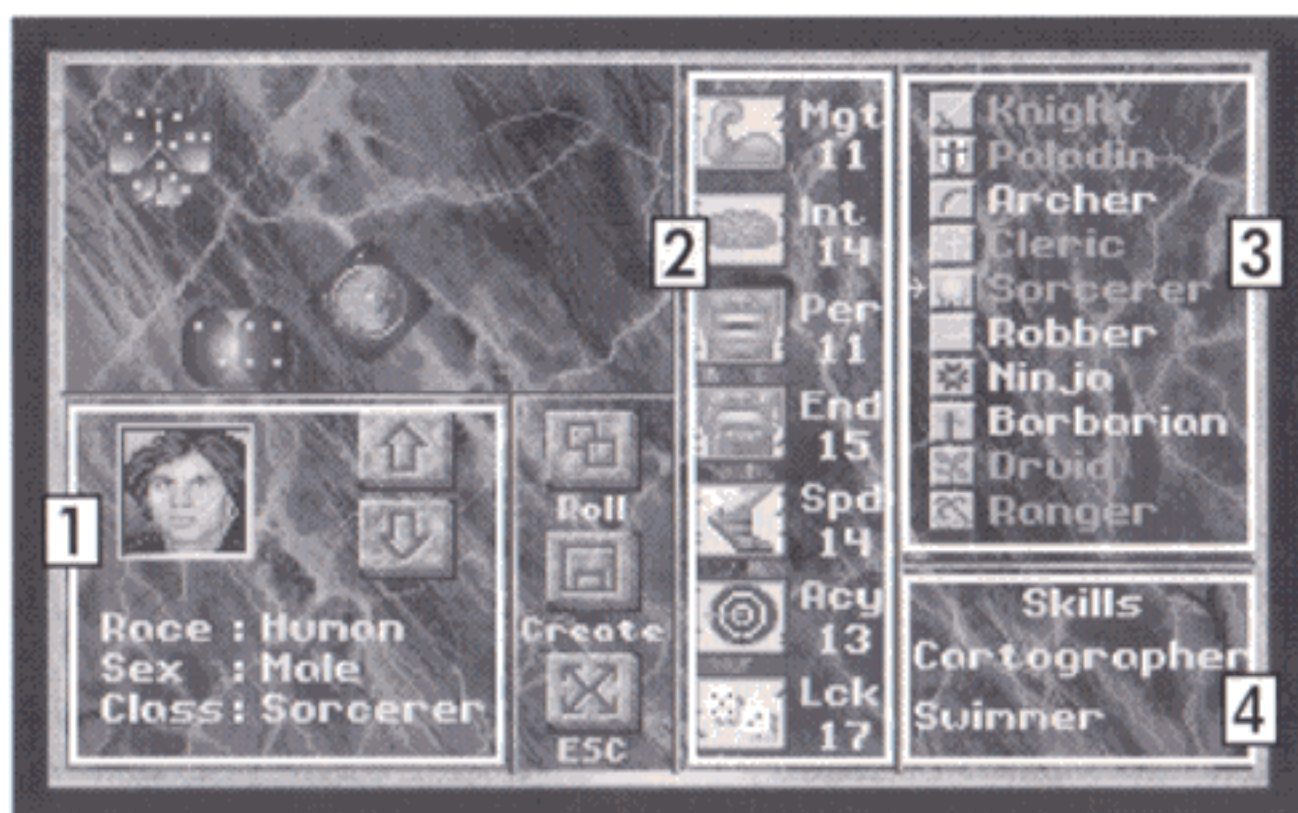 1
Race : Human
Sex : Male
Class : Sorcerer
Roll
Create
ESC
2
Mgt
11
Int
14
Per
11
End
15
Spd
14
Acy
13
Lck
17
3
Knight
Paladin
Archer
Cleric
Sorcerer
Robber
Ninja
Barbarian
Druid
Ranger
4
Skills
Cartographer
Swimmer